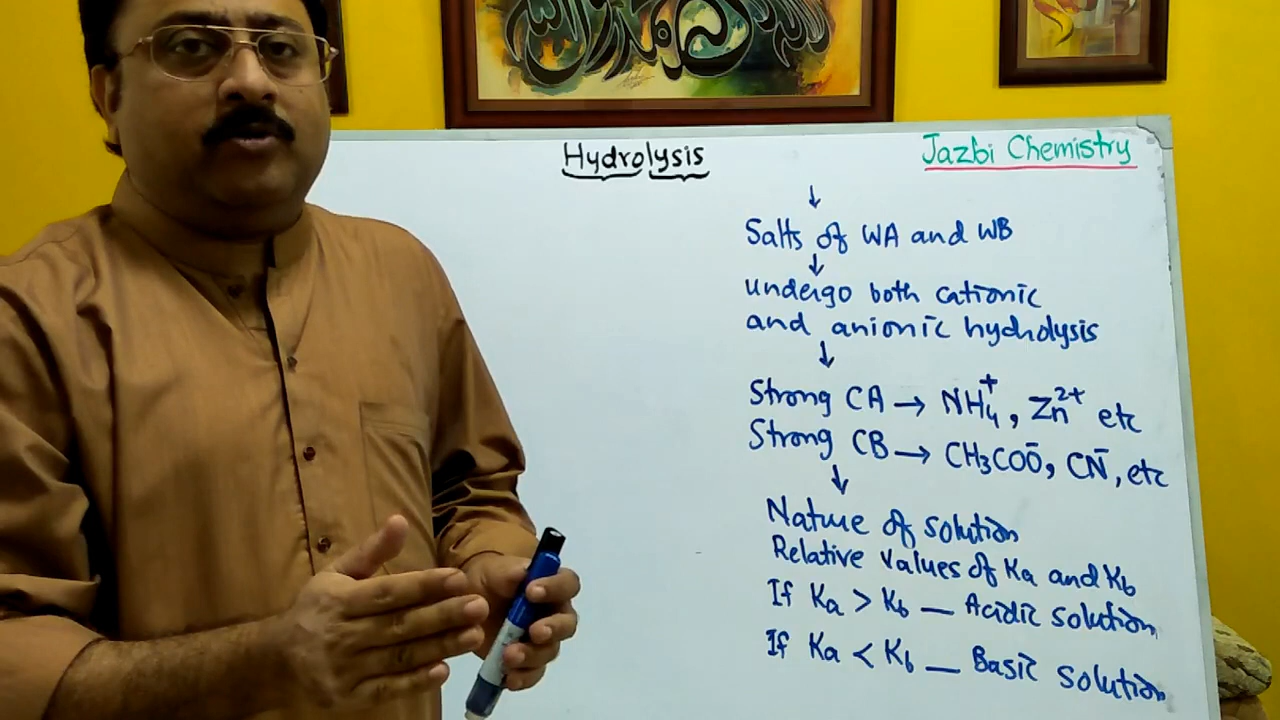 Hydrolysis
Jazbi Chemistry
↓
Salts of WA and WB
↓
undergo both cationic
and anionic hydrolysis
↓
Strong CA → NH₄⁺, Zn²⁺ etc
Strong CB → CH₃COO⁻, CN⁻, etc
↓
Nature of solution
Relative values of Ka and Kb
If Ka > Kb — Acidic solution
If Ka < Kb — Basic solution